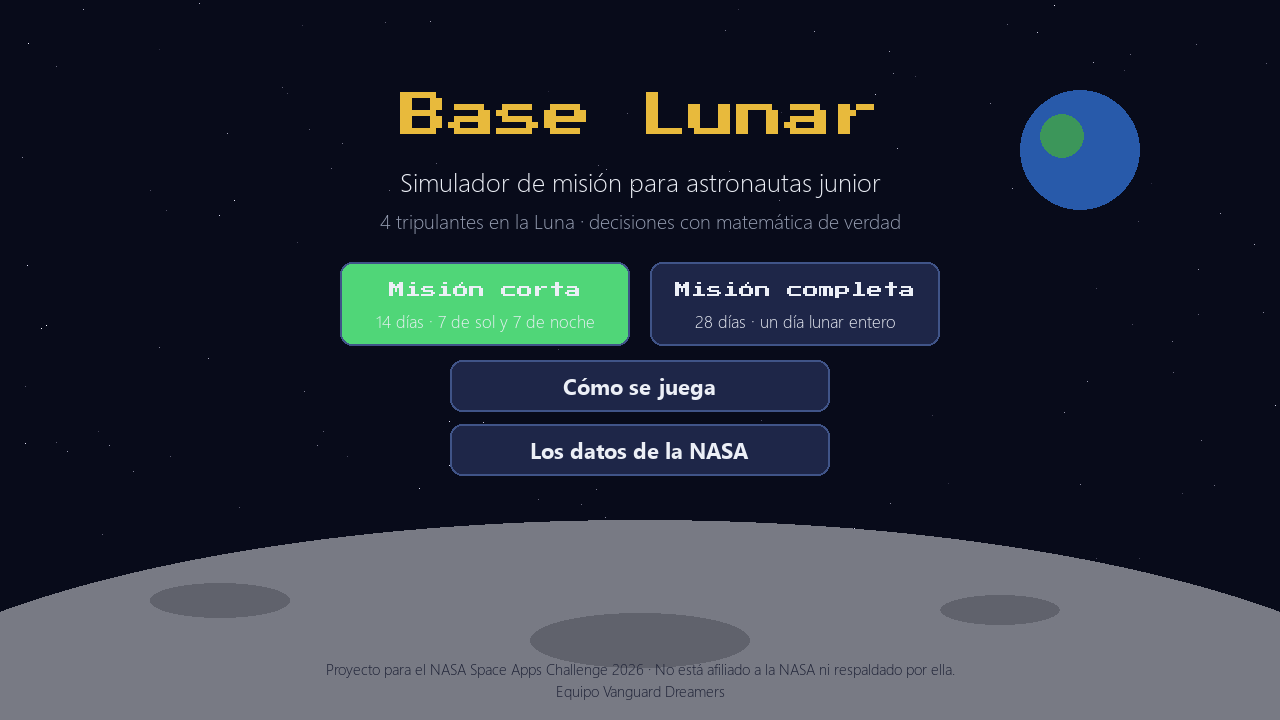 Base Lunar
Simulador de misión para astronautas junior
4 tripulantes en la Luna · decisiones con matemática de verdad
Misión corta
14 días · 7 de sol y 7 de noche
Misión completa
28 días · un día lunar entero
Cómo se juega
Los datos de la NASA
Proyecto para el NASA Space Apps Challenge 2026 · No está afiliado a la NASA ni respaldado por ella.
Equipo Vanguard Dreamers